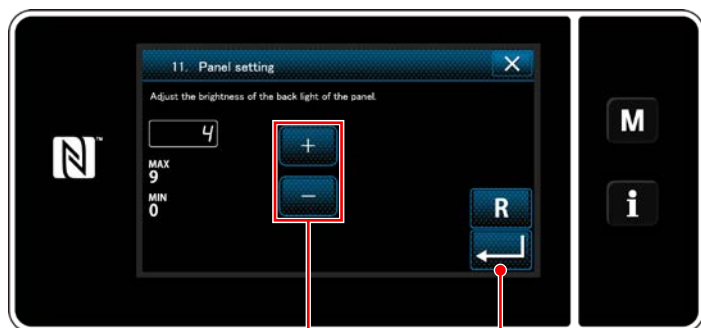 11. Panel setting
Adjust the brightness of the back light of the panel.
4
MAX
9
MIN
0
+
−
R
M
i
N